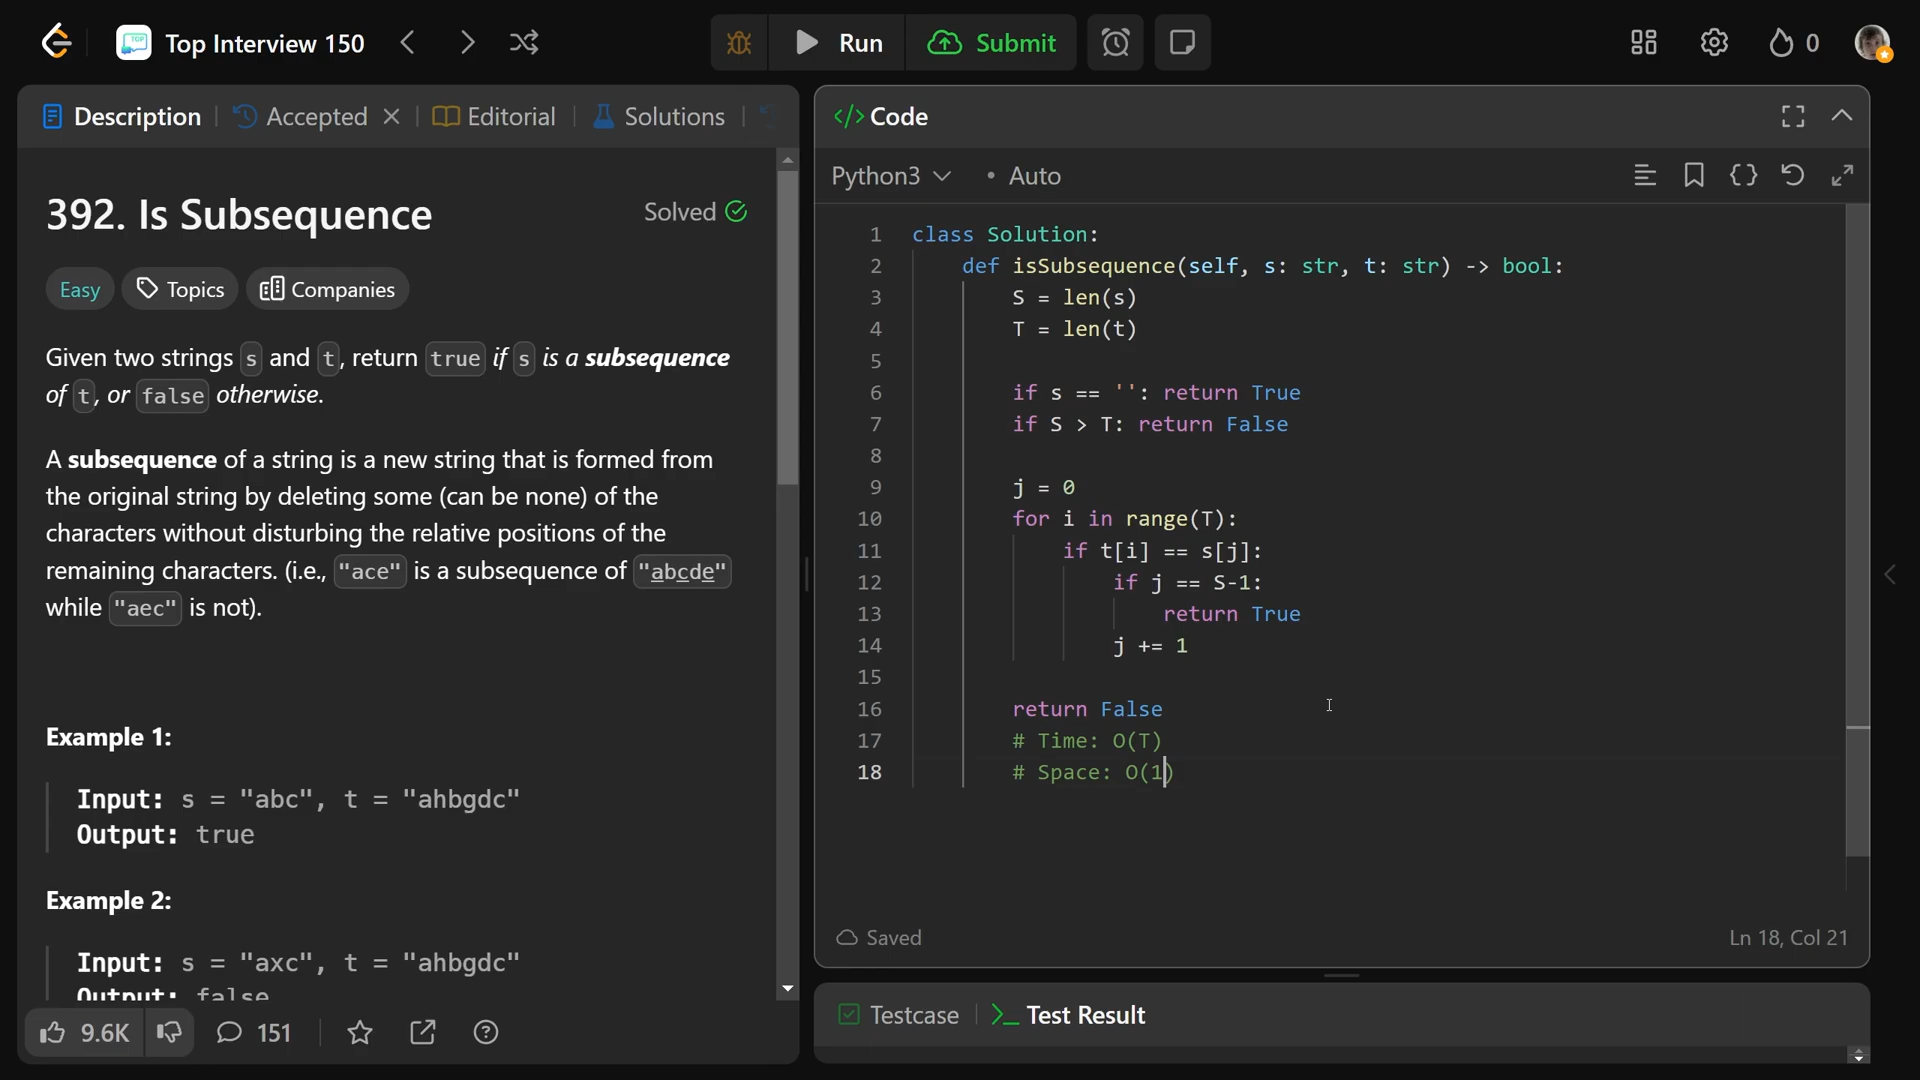 Top Interview 150
Run
Submit
0
Description
Accepted
Editorial
Solutions
392. Is Subsequence
Solved
Easy
Topics
Companies
Given two strings s and t, return true if s is a subsequence
of t, or false otherwise.
A subsequence of a string is a new string that is formed from
the original string by deleting some (can be none) of the
characters without disturbing the relative positions of the
remaining characters. (i.e., "ace" is a subsequence of "abcde"
while "aec" is not).
Example 1:
Input: s = "abc", t = "ahbgdc"
Output: true
Example 2:
Input: s = "axc", t = "ahbgdc"
Output: false
9.6K
151
</> Code
Python3
• Auto
1 class Solution:
2 def isSubsequence(self, s: str, t: str) -> bool:
3 S = len(s)
4 T = len(t)
5
6 if s == '': return True
7 if S > T: return False
8
9 j = 0
10 for i in range(T):
11 if t[i] == s[j]:
12 if j == S-1:
13 return True
14 j += 1
15
16 return False
17 # Time: O(T)
18 # Space: O(1)
Saved
Ln 18, Col 21
Testcase
Test Result